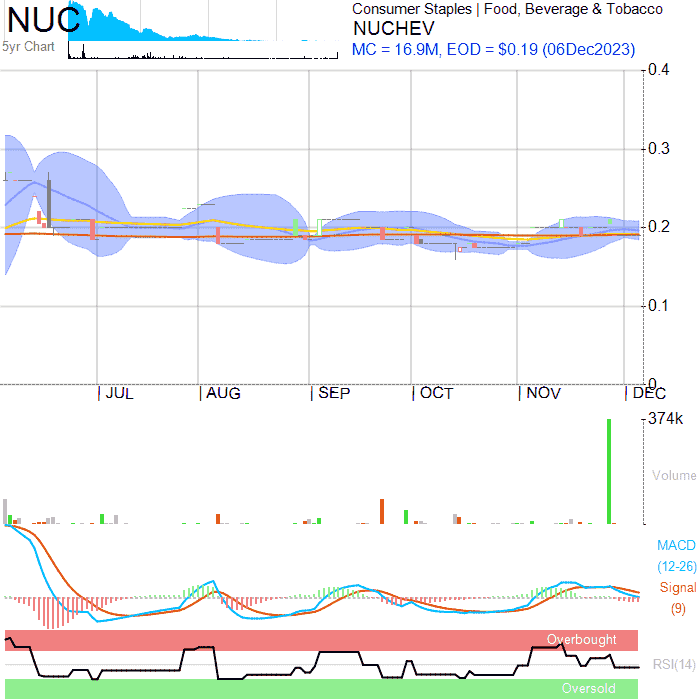 NUC
5yr Chart
Consumer Staples | Food, Beverage & Tobacco
NUCHEV
MC = 16.9M, EOD = $0.19 (06Dec2023)
0.4
0.3
0.2
0.1
0
JUL AUG SEP OCT NOV DEC
374k
Volume
MACD
(12-26)
Signal
(9)
Overbought
RSI(14)
Oversold